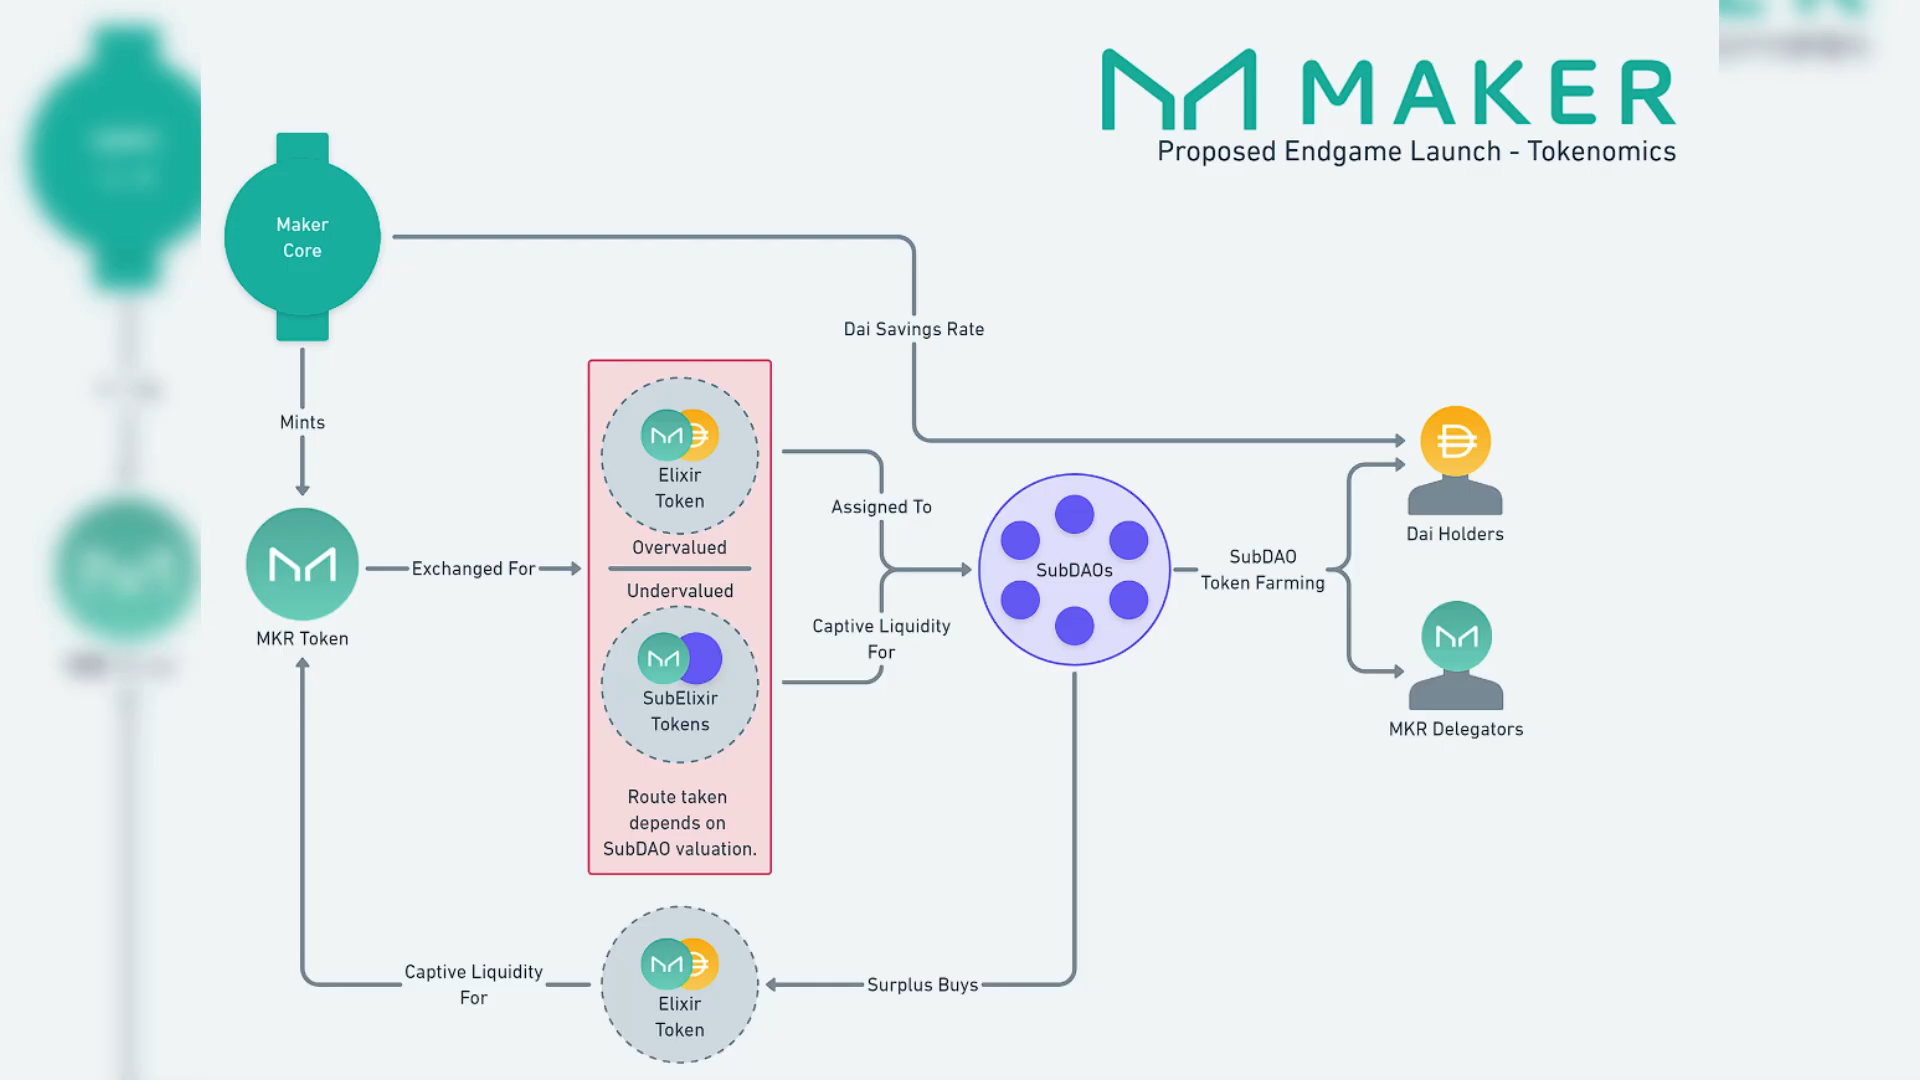 MAKER
Proposed Endgame Launch - Tokenomics
Maker
Core
Dai Savings Rate
Mints
Elixir
Token
Overvalued
Undervalued
SubElixir
Tokens
Route taken
depends on
SubDAO valuation.
MKR Token
Exchanged For
Assigned To
Captive Liquidity
For
SubDAOs
SubDAO
Token Farming
Dai Holders
MKR Delegators
Captive Liquidity
For
Elixir
Token
Surplus Buys